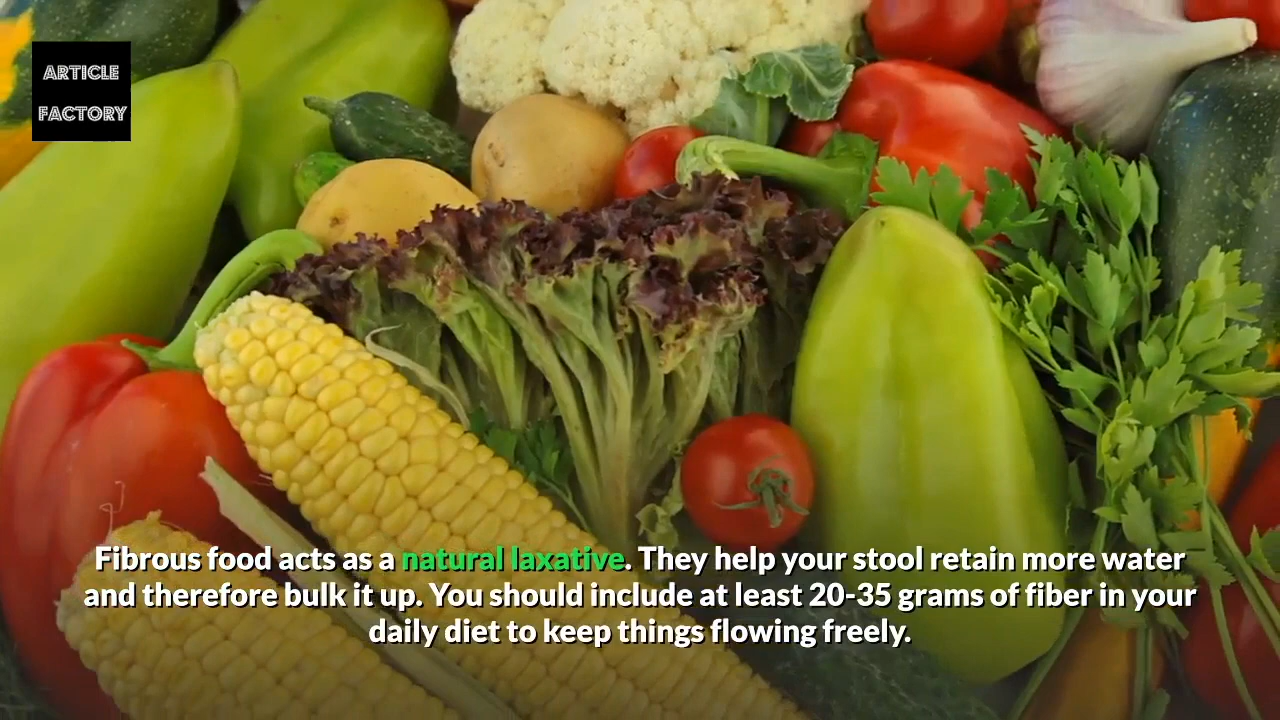 ARTICLE
FACTORY
Fibrous food acts as a natural laxative. They help your stool retain more water
and therefore bulk it up. You should include at least 20-35 grams of fiber in your
daily diet to keep things flowing freely.